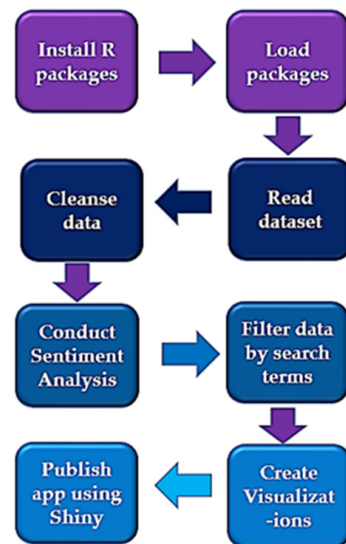 Install R
packages
Load
packages
Read
dataset
Cleanse
data
Conduct
Sentiment
Analysis
Filter data
by search
terms
Create
Visualizat
-ions
Publish
app using
Shiny